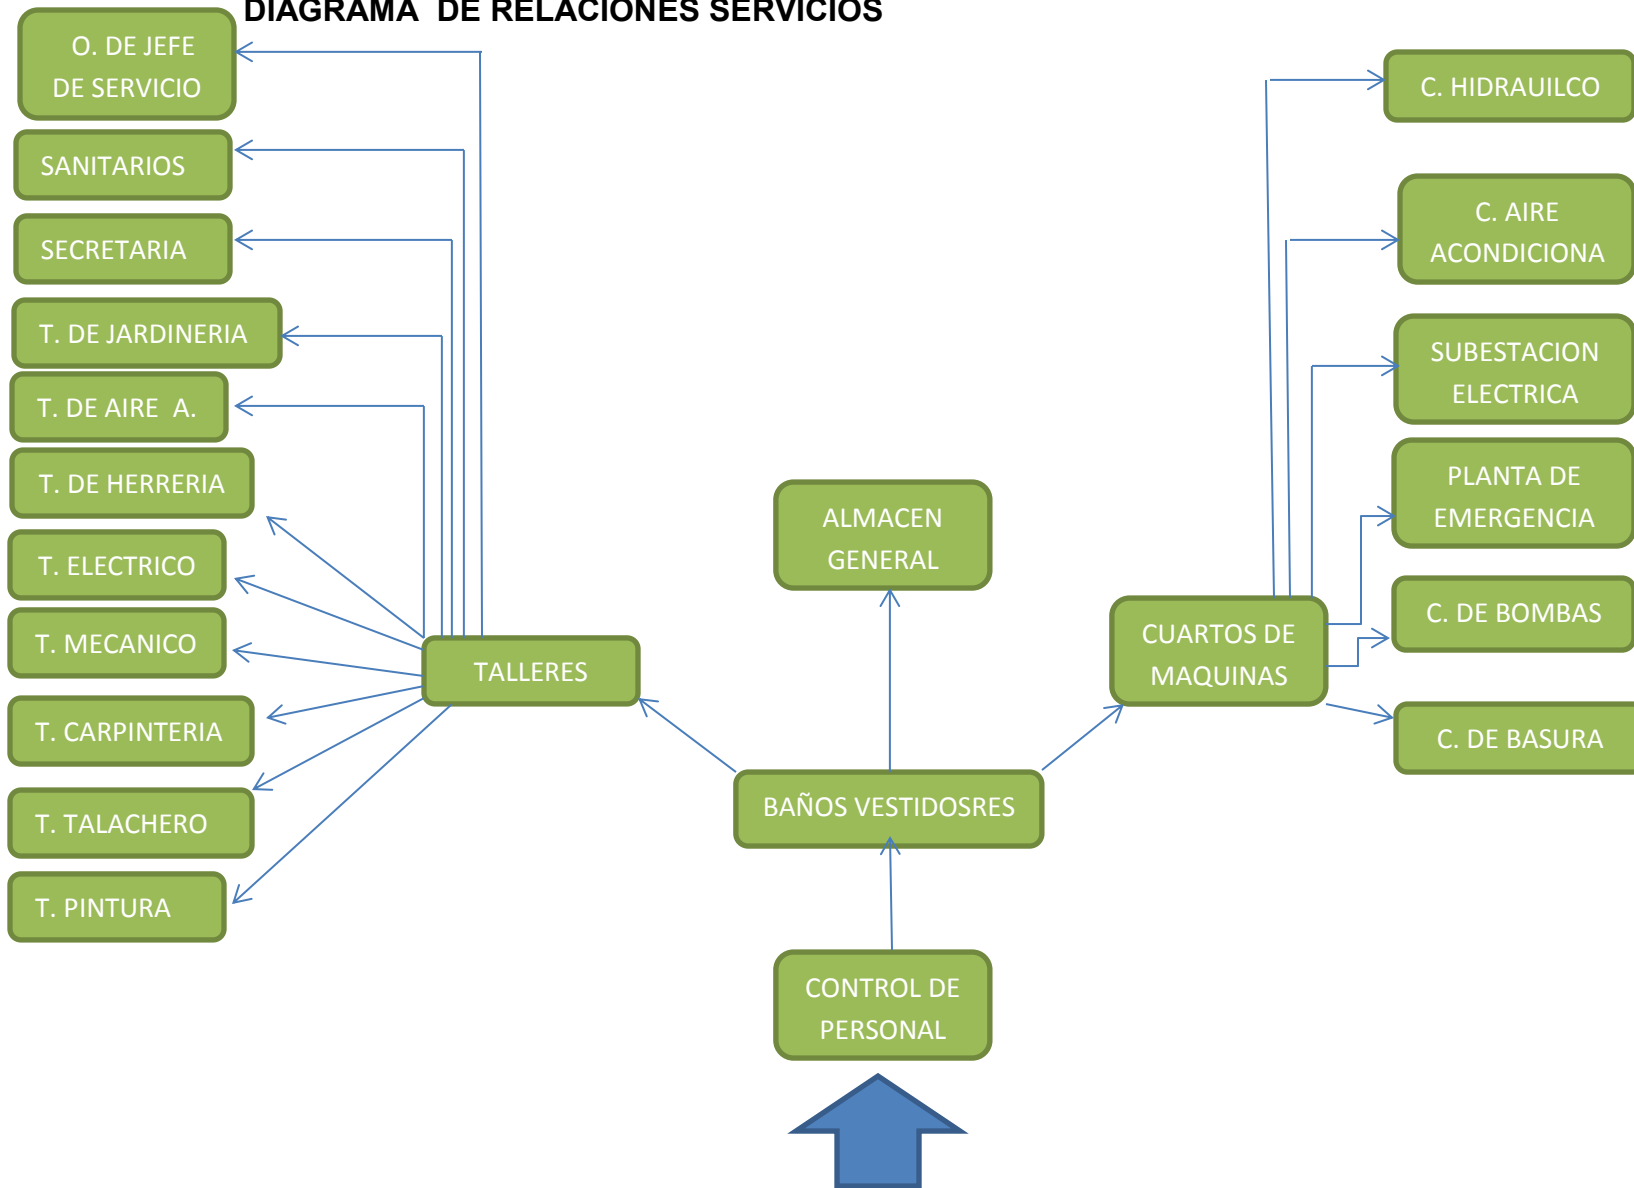 DIAGRAMA DE RELACIONES SERVICIOS
O. DE JEFE
DE SERVICIO
SANITARIOS
SECRETARIA
T. DE JARDINERIA
T. DE AIRE A.
T. DE HERRERIA
T. ELECTRICO
T. MECANICO
T. CARPINTERIA
T. TALACHERO
T. PINTURA
TALLERES
ALMACEN
GENERAL
BAÑOS VESTIDOSRES
CONTROL DE
PERSONAL
CUARTOS DE
MAQUINAS
C. HIDRAUILCO
C. AIRE
ACONDICIONA
SUBESTACION
ELECTRICA
PLANTA DE
EMERGENCIA
C. DE BOMBAS
C. DE BASURA